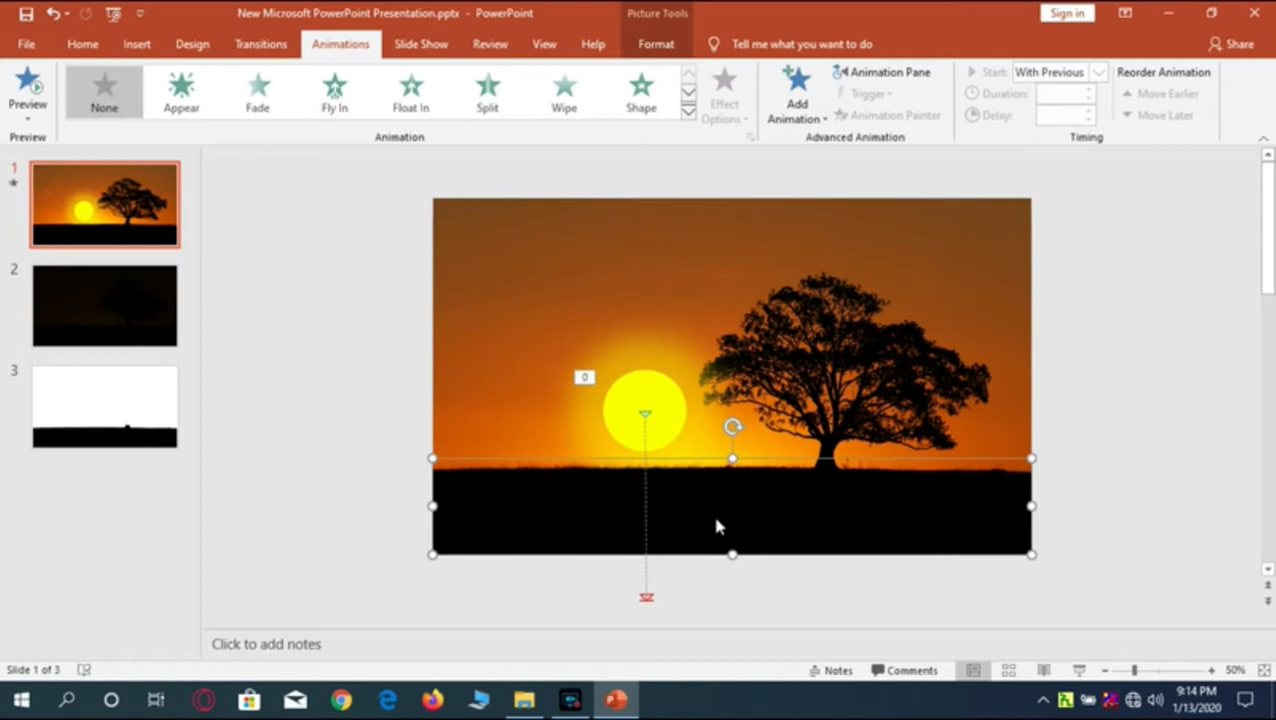 New Microsoft PowerPoint Presentation.pptx - PowerPoint
Picture Tools
Sign in
File
Home
Insert
Design
Transitions
Animations
Slide Show
Review
View
Help
Format
Tell me what you want to do
Share
Preview
Preview
None
Appear
Fade
Fly In
Float In
Split
Wipe
Shape
Animation
Effect
Options
Add
Animation
Animation Pane
Trigger
Animation Painter
Advanced Animation
Start: With Previous
Duration:
Delay:
Timing
Reorder Animation
Move Earlier
Move Later
1
2
3
0
Click to add notes
Slide 1 of 3
Notes
Comments
50%
9:14 PM
1/13/2020